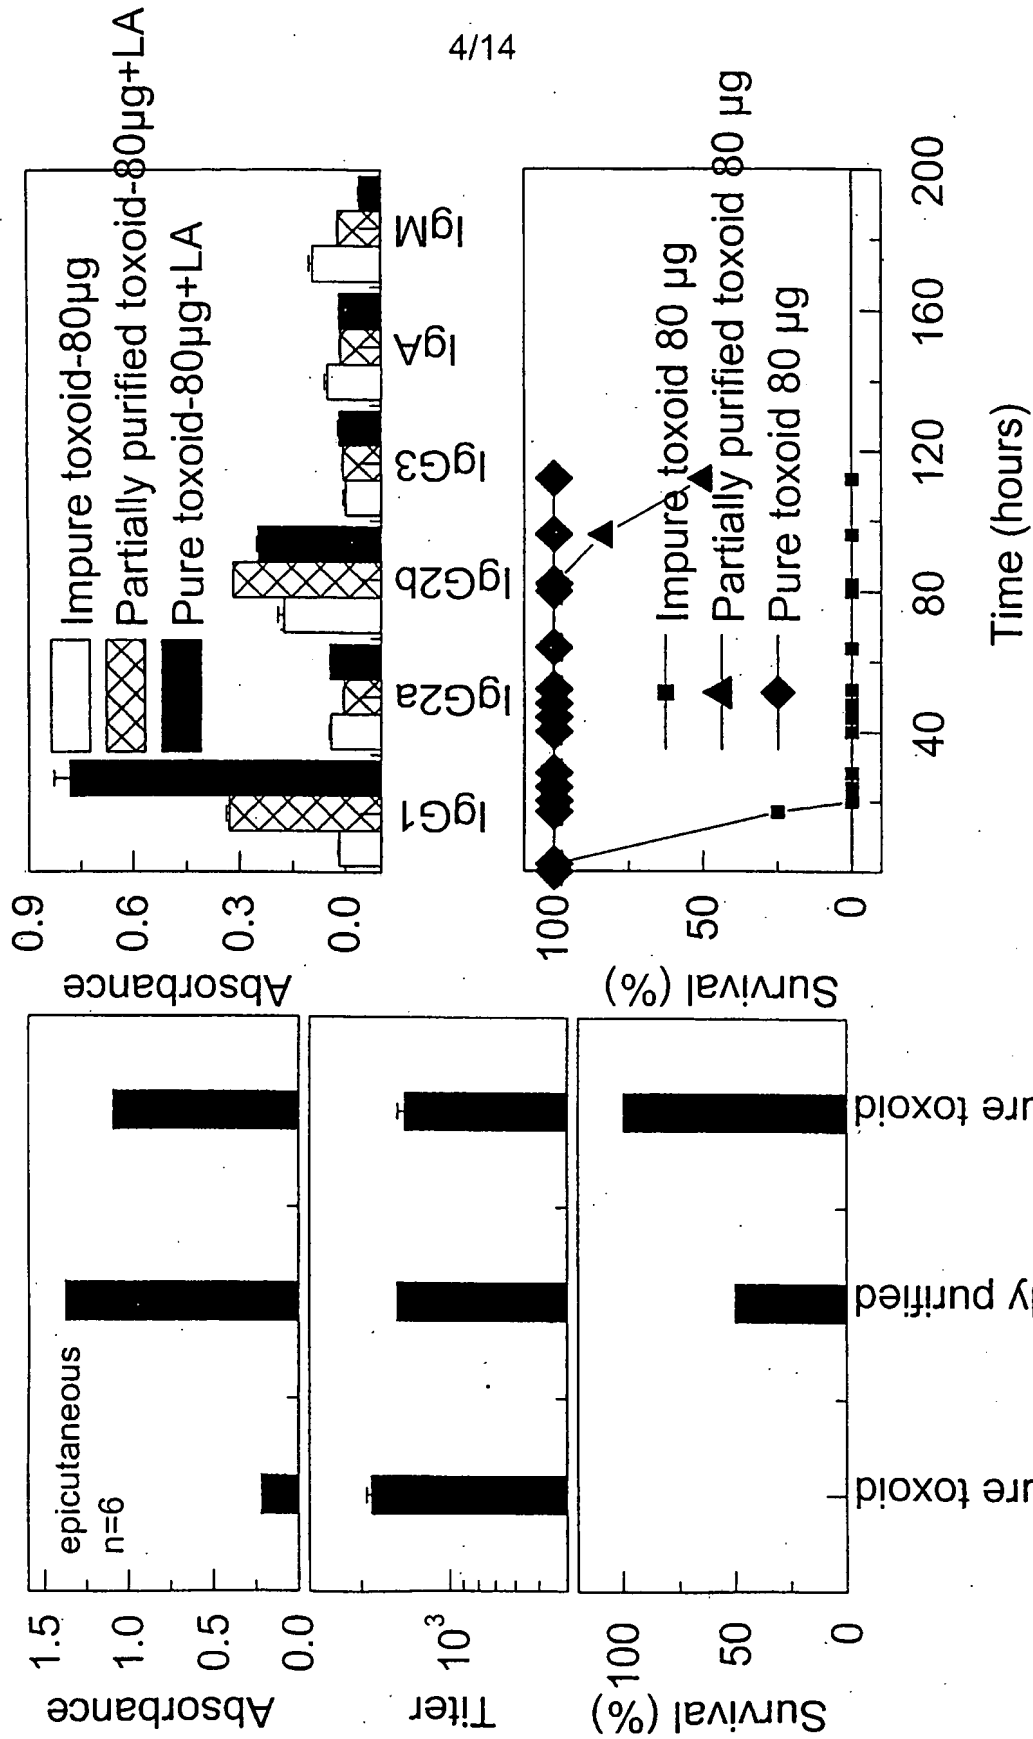 4/14
1.5
1.0
0.5
0.0
Absorbance
epicutaneous
n=6
10³
Titer
100
50
0
Survival (%)
ure toxoid
ly purified
ure toxoid
0.9
0.6
0.3
0.0
Absorbance
Impure toxoid-80µg
Partially purified toxoid-80µg+LA
Pure toxoid-80µg+LA
IgG1
IgG2a
IgG2b
IgG3
IgA
IgM
100
50
0
Survival (%)
Impure toxoid 80 µg
Partially purified toxoid 80 µg
Pure toxoid 80 µg
40
80
120
160
200
Time (hours)